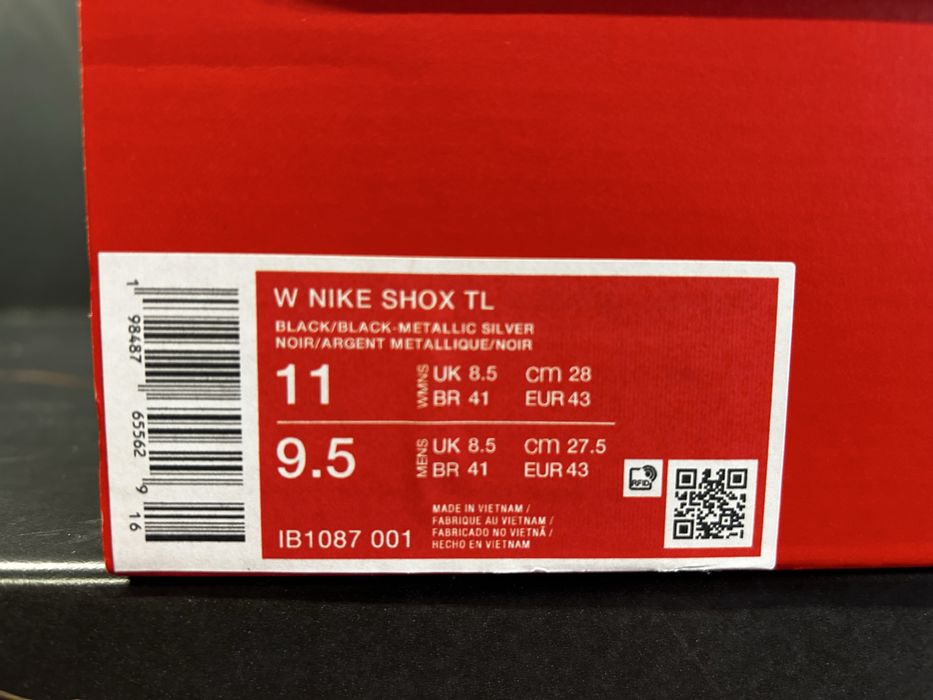 W NIKE SHOX TL
BLACK/BLACK-METALLIC SILVER
NOIR/ARGENT METALLIQUE/NOIR
11 WMNS UK 8.5 CM 28
BR 41 EUR 43
9.5 MENS UK 8.5 CM 27.5
BR 41 EUR 43
RFID
IB1087 001
MADE IN VIETNAM /
FABRIQUE AU VIETNAM /
FABRICADO NO VIETNÃ /
HECHO EN VIETNAM
1 98487 65562 9 16